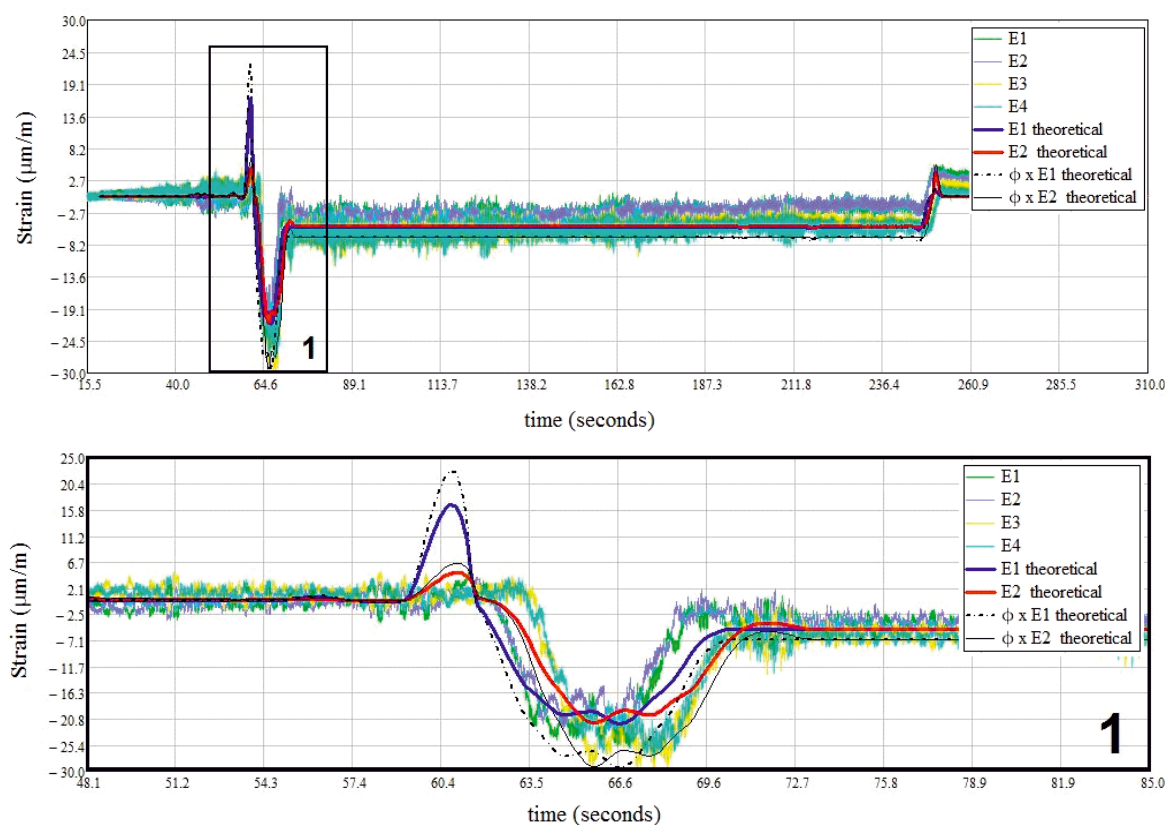 30.0
24.5
19.1
13.6
8.2
2.7
−2.7
−8.2
−13.6
−19.1
−24.5
−30.0
Strain (µm/m)
E1
E2
E3
E4
E1 theoretical
E2 theoretical
ϕ x E1 theoretical
ϕ x E2 theoretical
1
15.5 40.0 64.6 89.1 113.7 138.2 162.8 187.3 211.8 236.4 260.9 285.5 310.0
time (seconds)
25.0
20.4
15.8
11.2
6.7
2.1
−2.5
−7.1
−11.7
−16.3
−20.8
−25.4
−30.0
Strain (µm/m)
E1
E2
E3
E4
E1 theoretical
E2 theoretical
ϕ x E1 theoretical
ϕ x E2 theoretical
1
48.1 51.2 54.3 57.4 60.4 63.5 66.6 69.6 72.7 75.8 78.9 81.9 85.0
time (seconds)